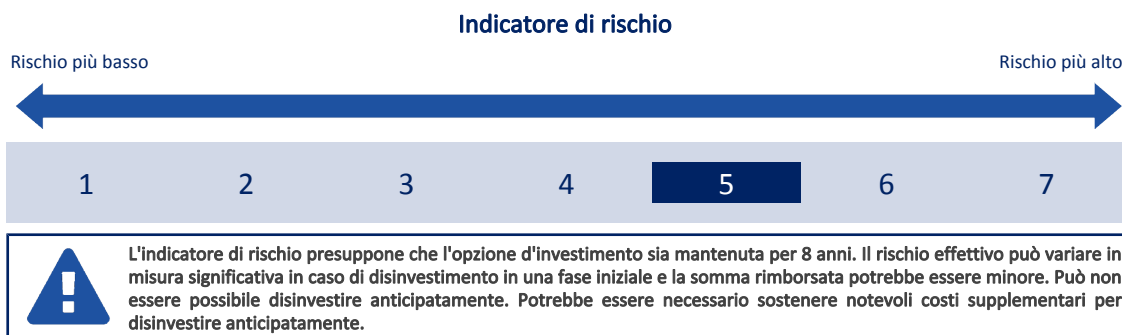 Indicatore di rischio
Rischio più basso
Rischio più alto
1 2 3 4 5 6 7
L'indicatore di rischio presuppone che l'opzione d'investimento sia mantenuta per 8 anni. Il rischio effettivo può variare in
misura significativa in caso di disinvestimento in una fase iniziale e la somma rimborsata potrebbe essere minore. Può non
essere possibile disinvestire anticipatamente. Potrebbe essere necessario sostenere notevoli costi supplementari per
disinvestire anticipatamente.